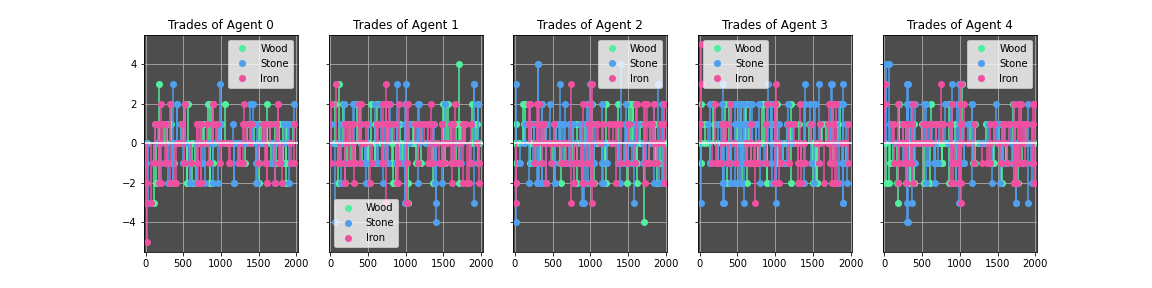 Trades of Agent 0
Trades of Agent 1
Trades of Agent 2
Trades of Agent 3
Trades of Agent 4
Wood
Stone
Iron
Wood
Stone
Iron
Wood
Stone
Iron
Wood
Stone
Iron
Wood
Stone
Iron
4
2
0
−2
−4
0 500 1000 1500 2000
0 500 1000 1500 2000
0 500 1000 1500 2000
0 500 1000 1500 2000
0 500 1000 1500 2000